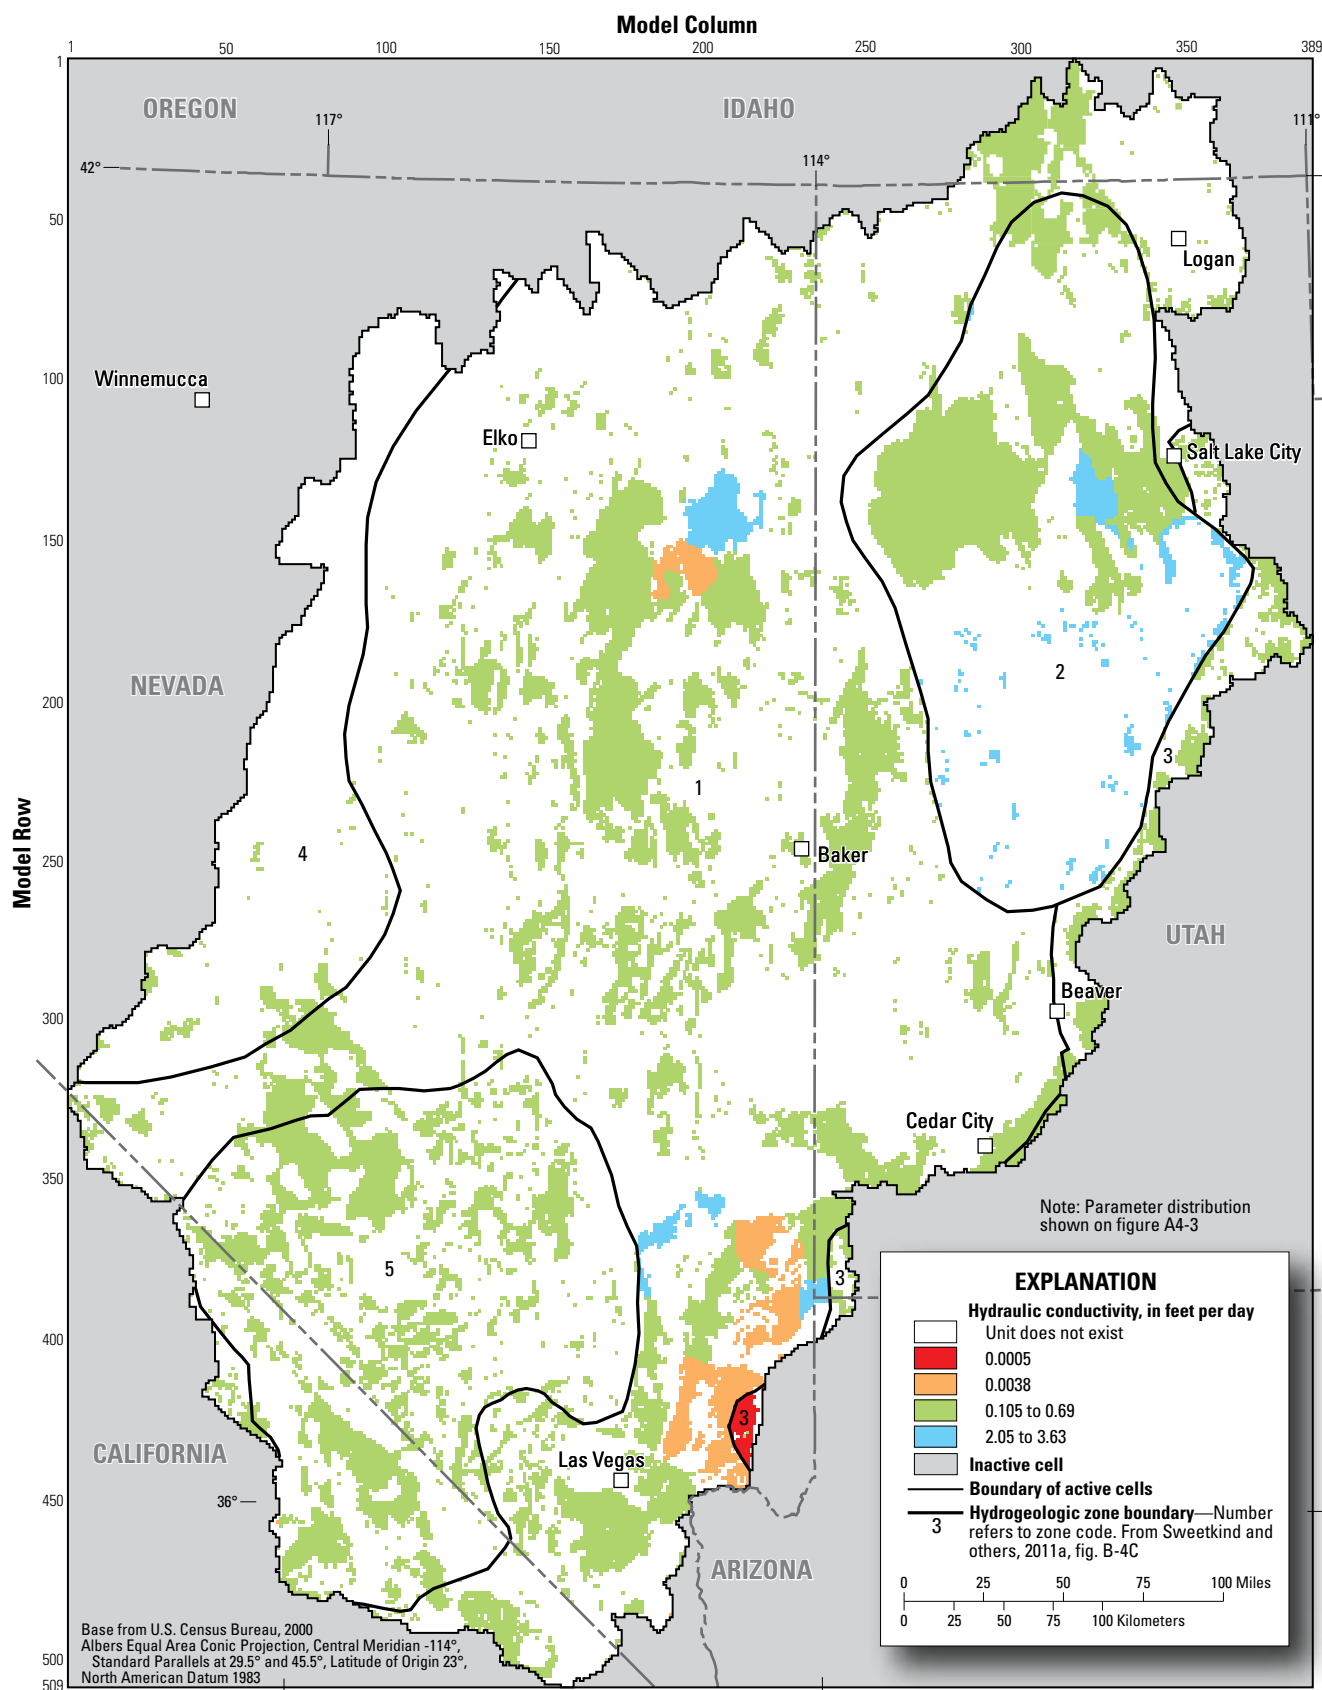 Model Column
1 50 100 150 200 250 300 350 389
1
OREGON
IDAHO
117°
111°
114°
42°
50
Logan
100
Winnemucca
Elko
Salt Lake City
150
NEVADA
2
200
3
1
Model Row
4
250
Baker
UTAH
Beaver
300
Cedar City
350
Note: Parameter distribution
shown on figure A4-3
5
3
400
3
CALIFORNIA
Las Vegas
450
36°
ARIZONA
500
509
EXPLANATION
Hydraulic conductivity, in feet per day
Unit does not exist
0.0005
0.0038
0.105 to 0.69
2.05 to 3.63
Inactive cell
Boundary of active cells
Hydrogeologic zone boundary—Number
3 refers to zone code. From Sweetkind and
others, 2011a, fig. B-4C
0 25 50 75 100 Miles
0 25 50 75 100 Kilometers
Base from U.S. Census Bureau, 2000
Albers Equal Area Conic Projection, Central Meridian -114°,
Standard Parallels at 29.5° and 45.5°, Latitude of Origin 23°,
North American Datum 1983